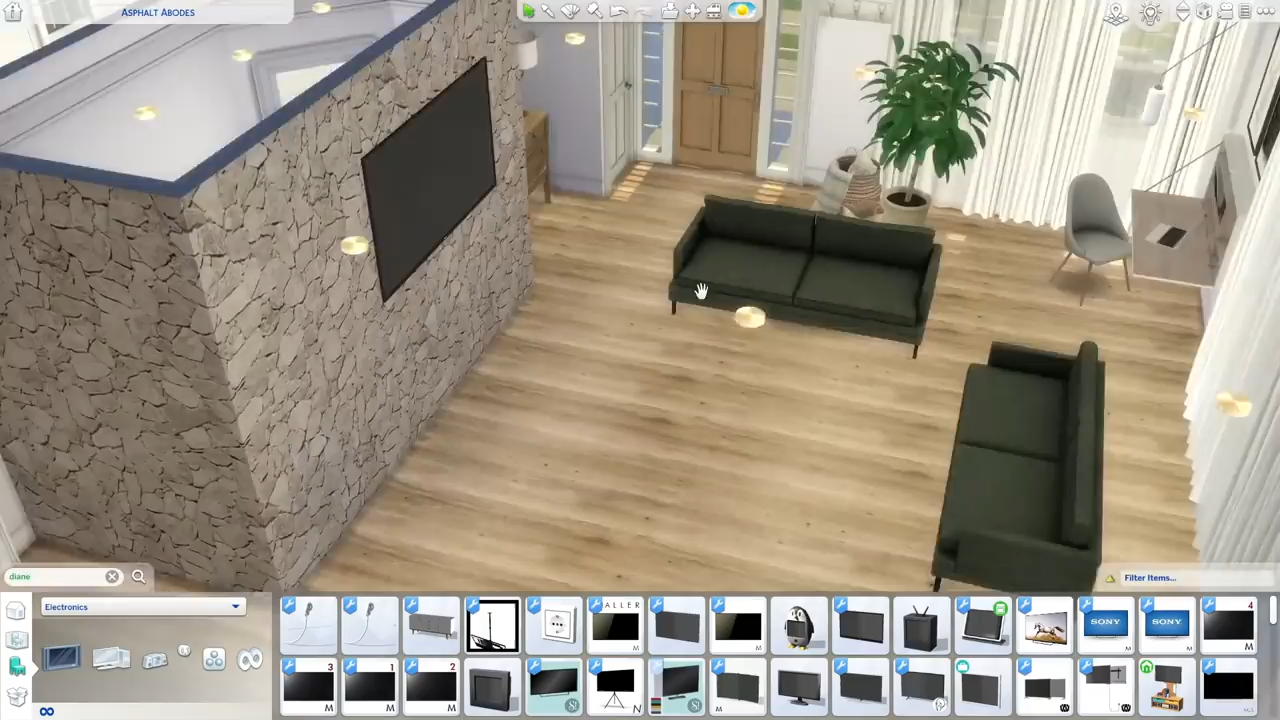 ASPHALT ABODES
diane
Filter Items...
Electronics
ALLER
M
M
M
SONY
M
SONY
M
4
M
3
M
1
M
2
M
N
M